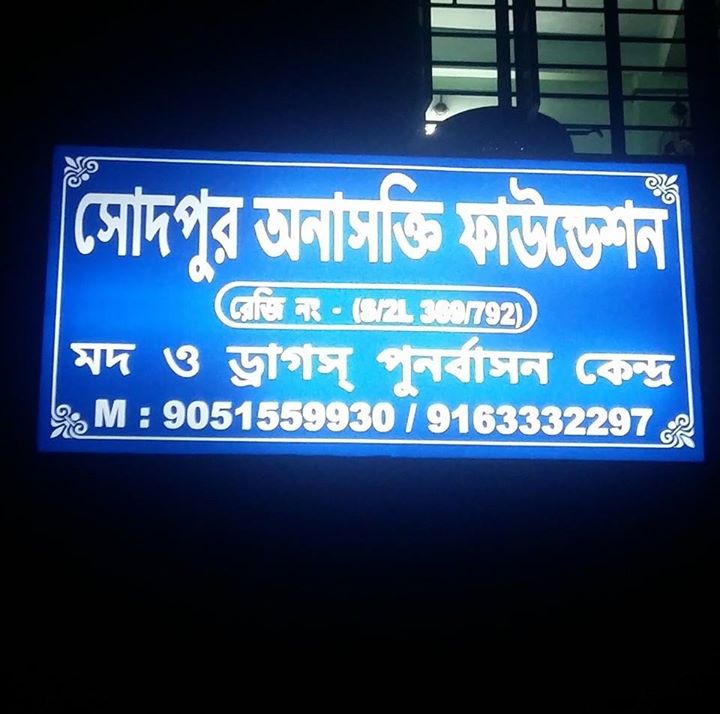 সোদপুর অনাসক্তি ফাউন্ডেশন
রেজি নং - (S/2L 369/792)
মদ ও ড্রাগস্ পুনর্বাসন কেন্দ্র
M : 9051559930 / 9163332297